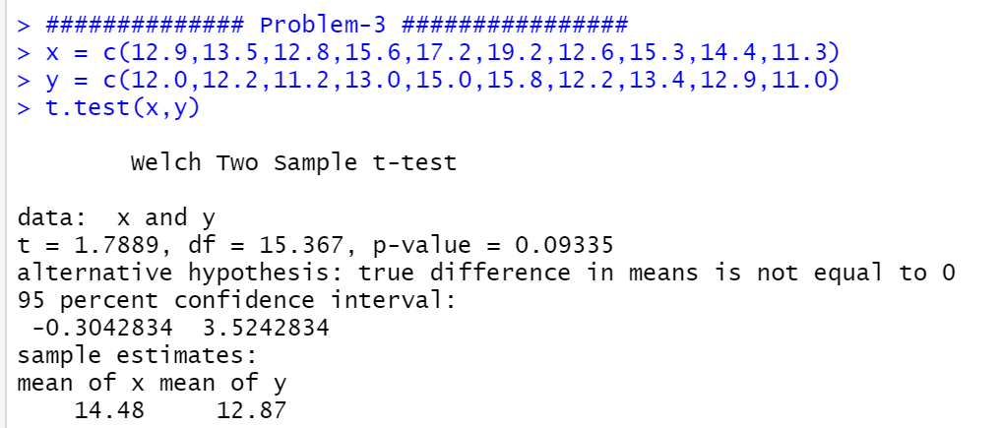 > ############## Problem-3 ################
> x = c(12.9,13.5,12.8,15.6,17.2,19.2,12.6,15.3,14.4,11.3)
> y = c(12.0,12.2,11.2,13.0,15.0,15.8,12.2,13.4,12.9,11.0)
> t.test(x,y)
Welch Two Sample t-test
data:  x and y
t = 1.7889, df = 15.367, p-value = 0.09335
alternative hypothesis: true difference in means is not equal to 0
95 percent confidence interval:
-0.3042834  3.5242834
sample estimates:
mean of x mean of y
14.48     12.87